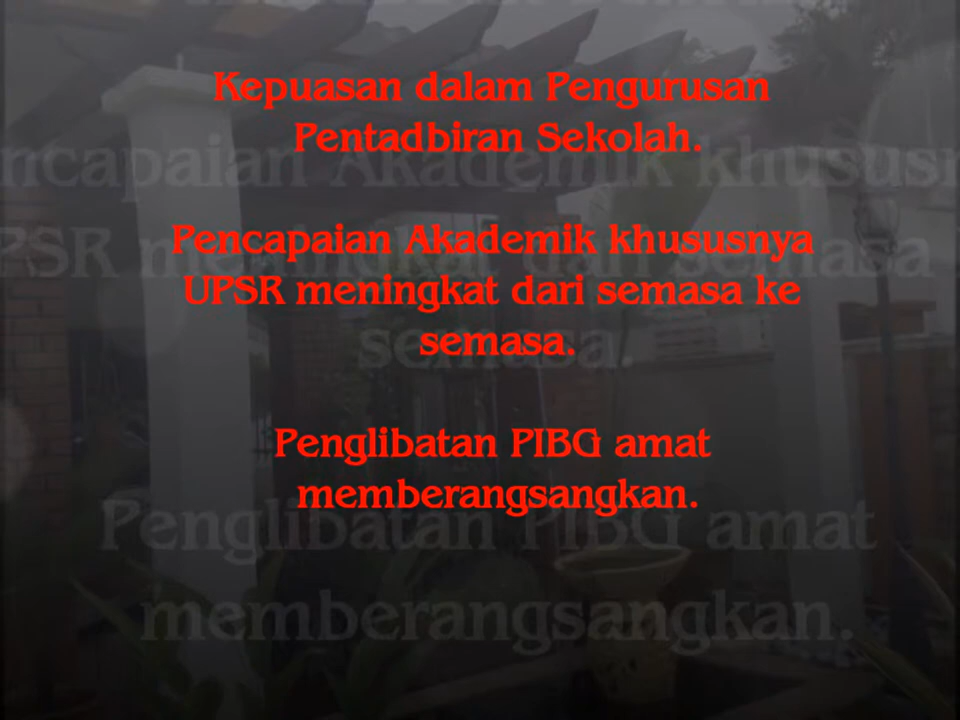 Kepuasan dalam Pengurusan
Pentadbiran Sekolah.
Pencapaian Akademik khususnya
UPSR meningkat dari semasa ke
semasa.
Penglibatan PIBG amat
memberangsangkan.